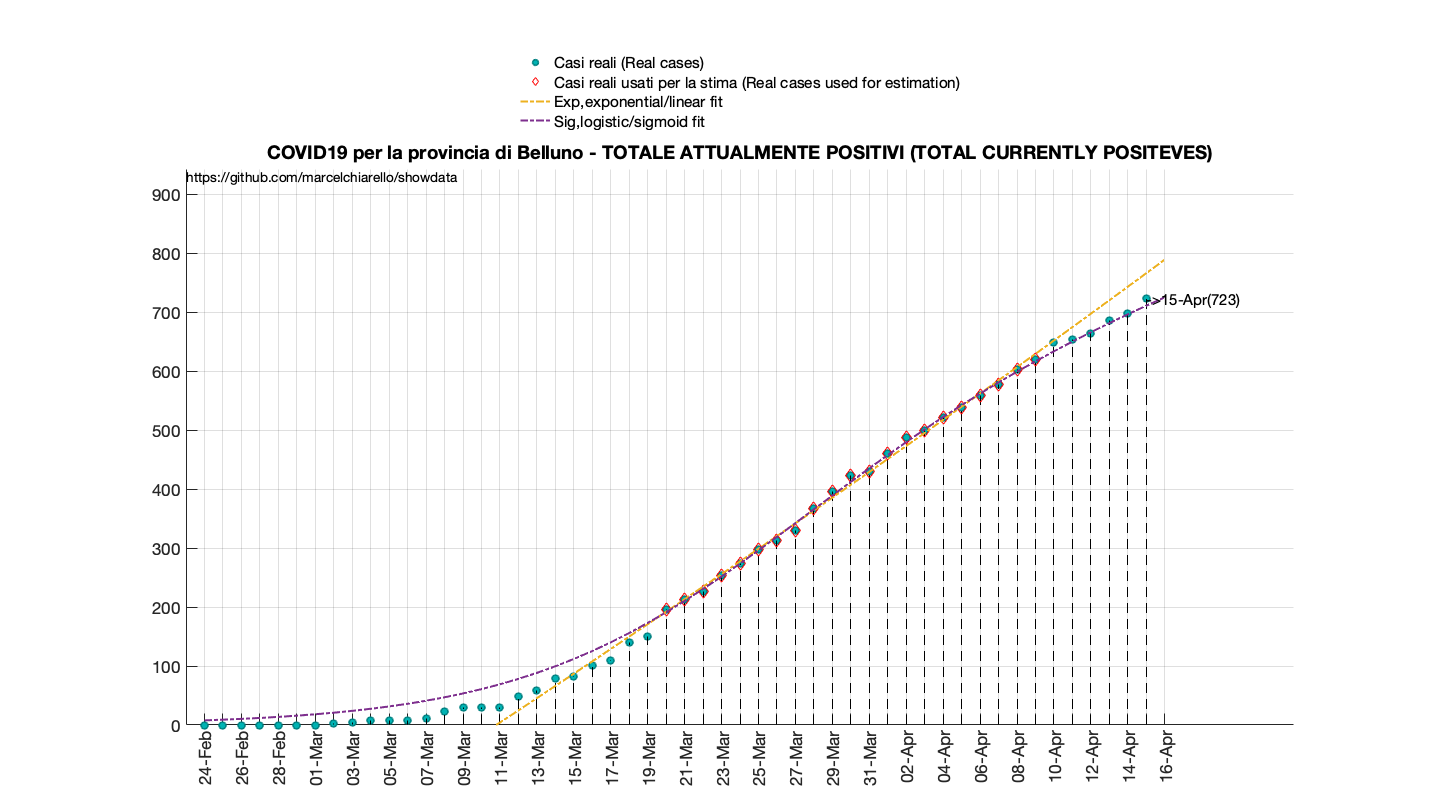 Casi reali (Real cases)
Casi reali usati per la stima (Real cases used for estimation)
Exp,exponential/linear fit
Sig,logistic/sigmoid fit
COVID19 per la provincia di Belluno - TOTALE ATTUALMENTE POSITIVI (TOTAL CURRENTLY POSITEVES)
https://github.com/marcelchiarello/showdata
900
800
700
600
500
400
300
200
100
0
->15-Apr(723)
24-Feb
26-Feb
28-Feb
01-Mar
03-Mar
05-Mar
07-Mar
09-Mar
11-Mar
13-Mar
15-Mar
17-Mar
19-Mar
21-Mar
23-Mar
25-Mar
27-Mar
29-Mar
31-Mar
02-Apr
04-Apr
06-Apr
08-Apr
10-Apr
12-Apr
14-Apr
16-Apr